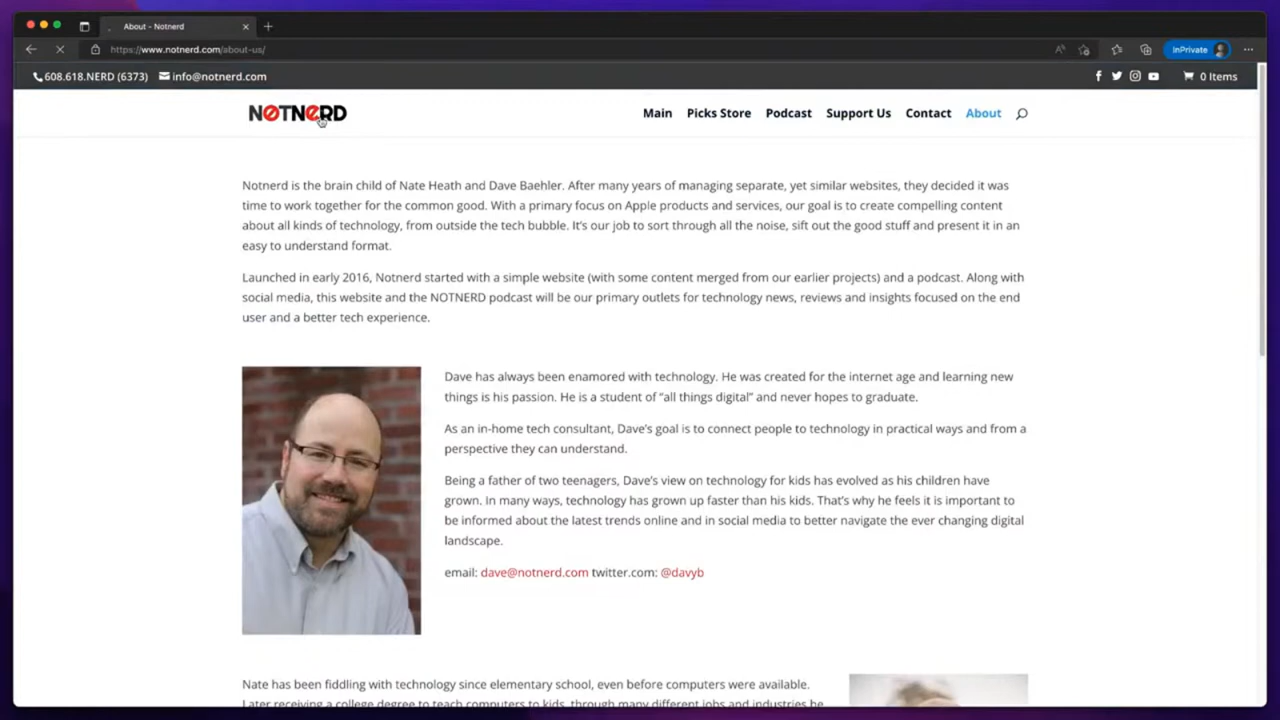 About - Notnerd
https://www.notnerd.com/about-us/
InPrivate
608.618.NERD (6373) info@notnerd.com
0 Items
NOTNERD
Main Picks Store Podcast Support Us Contact About
Notnerd is the brain child of Nate Heath and Dave Baehler. After many years of managing separate, yet similar websites, they decided it was
time to work together for the common good. With a primary focus on Apple products and services, our goal is to create compelling content
about all kinds of technology, from outside the tech bubble. It’s our job to sort through all the noise, sift out the good stuff and present it in an
easy to understand format.
Launched in early 2016, Notnerd started with a simple website (with some content merged from our earlier projects) and a podcast. Along with
social media, this website and the NOTNERD podcast will be our primary outlets for technology news, reviews and insights focused on the end
user and a better tech experience.
Dave has always been enamored with technology. He was created for the internet age and learning new
things is his passion. He is a student of “all things digital” and never hopes to graduate.
As an in-home tech consultant, Dave’s goal is to connect people to technology in practical ways and from a
perspective they can understand.
Being a father of two teenagers, Dave’s view on technology for kids has evolved as his children have
grown. In many ways, technology has grown up faster than his kids. That’s why he feels it is important to
be informed about the latest trends online and in social media to better navigate the ever changing digital
landscape.
email: dave@notnerd.com twitter.com: @davyb
Nate has been fiddling with technology since elementary school, even before computers were available.
Later receiving a college degree to teach computers to kids, through many different jobs and industries he